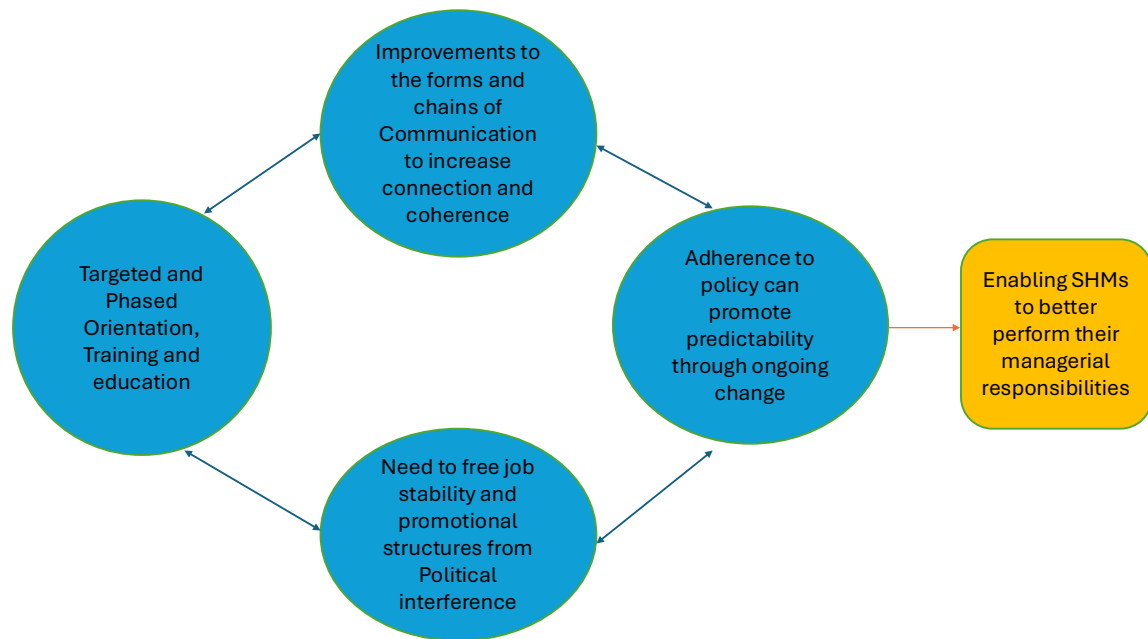 Improvements to
the forms and
chains of
Communication
to increase
connection and
coherence
Targeted and
Phased
Orientation,
Training and
education
Adherence to
policy can
promote
predictability
through ongoing
change
Enabling SHMs
to better
perform their
managerial
responsibilities
Need to free job
stability and
promotional
structures from
Political
interference